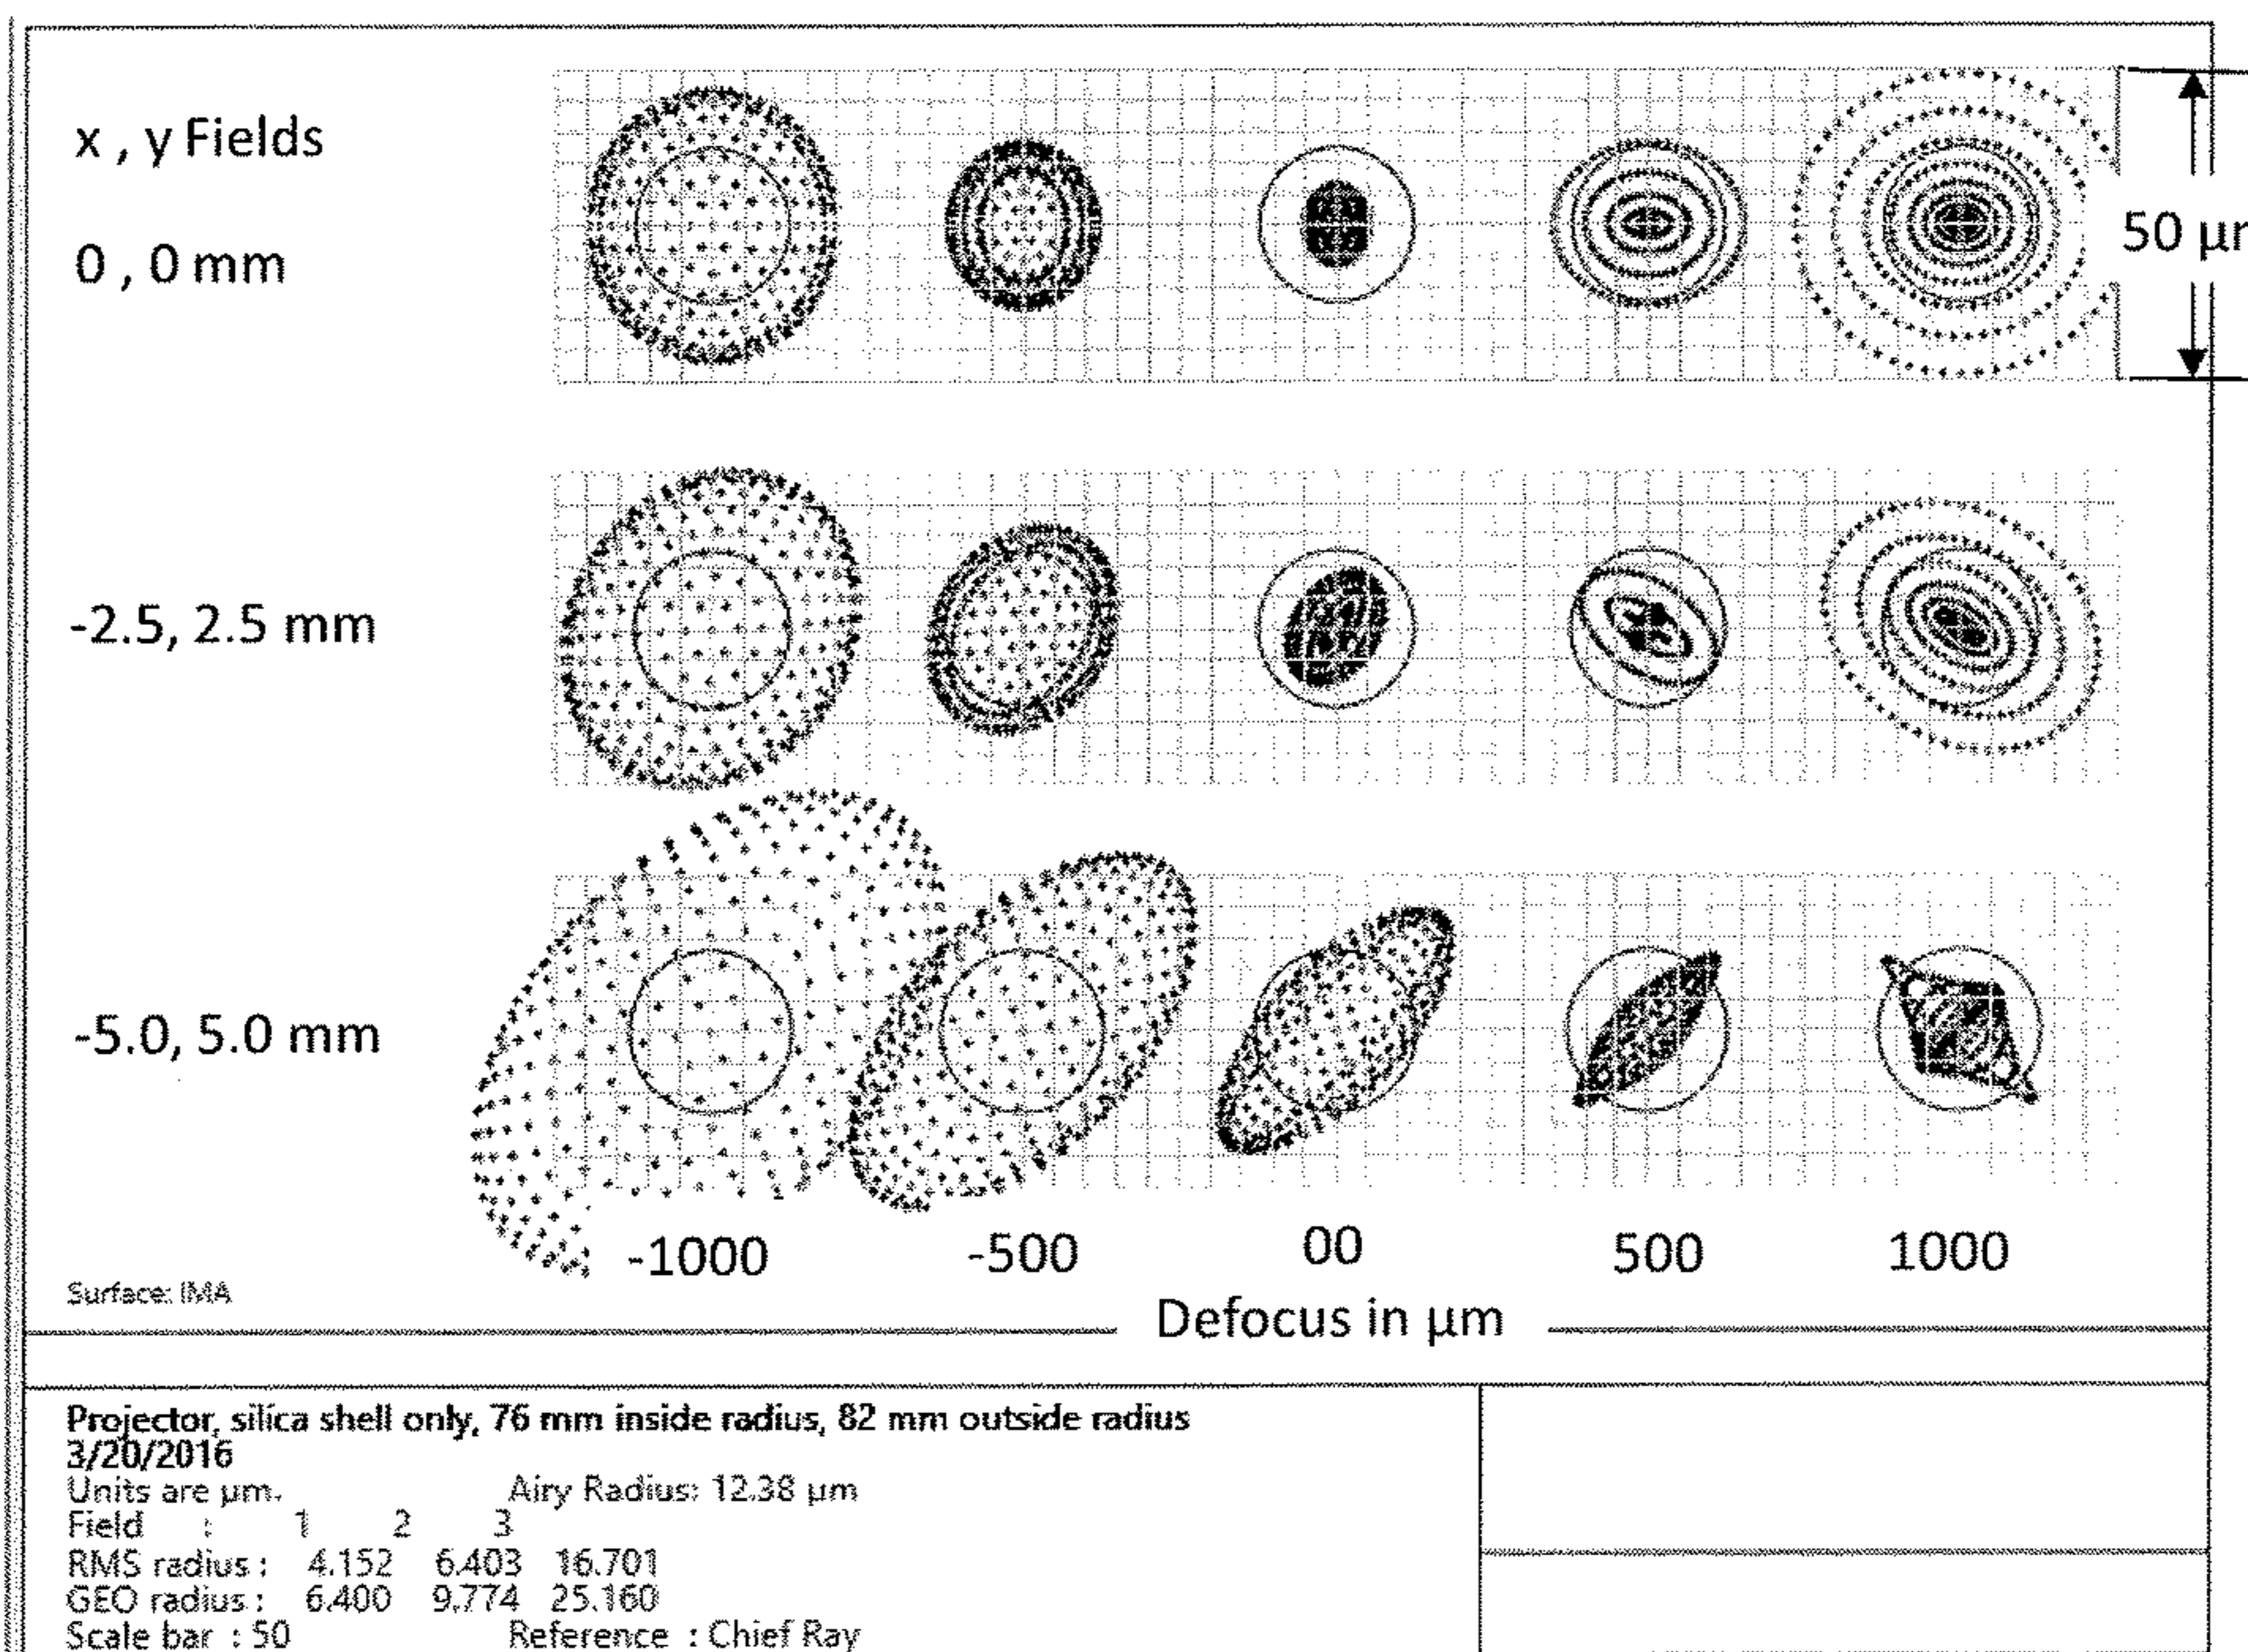 x , y Fields
0 , 0 mm
50 µ
-2.5, 2.5 mm
-5.0, 5.0 mm
-1000 -500 00 500 1000
Surface: IMA
Defocus in µm
Projector, silica shell only, 76 mm inside radius, 82 mm outside radius
3/20/2016
Units are µm. Airy Radius: 12.38 µm
Field : 1 2 3
RMS radius : 4.152 6.403 16.701
GEO radius : 6.400 9.774 25.160
Scale bar : 50 Reference : Chief Ray